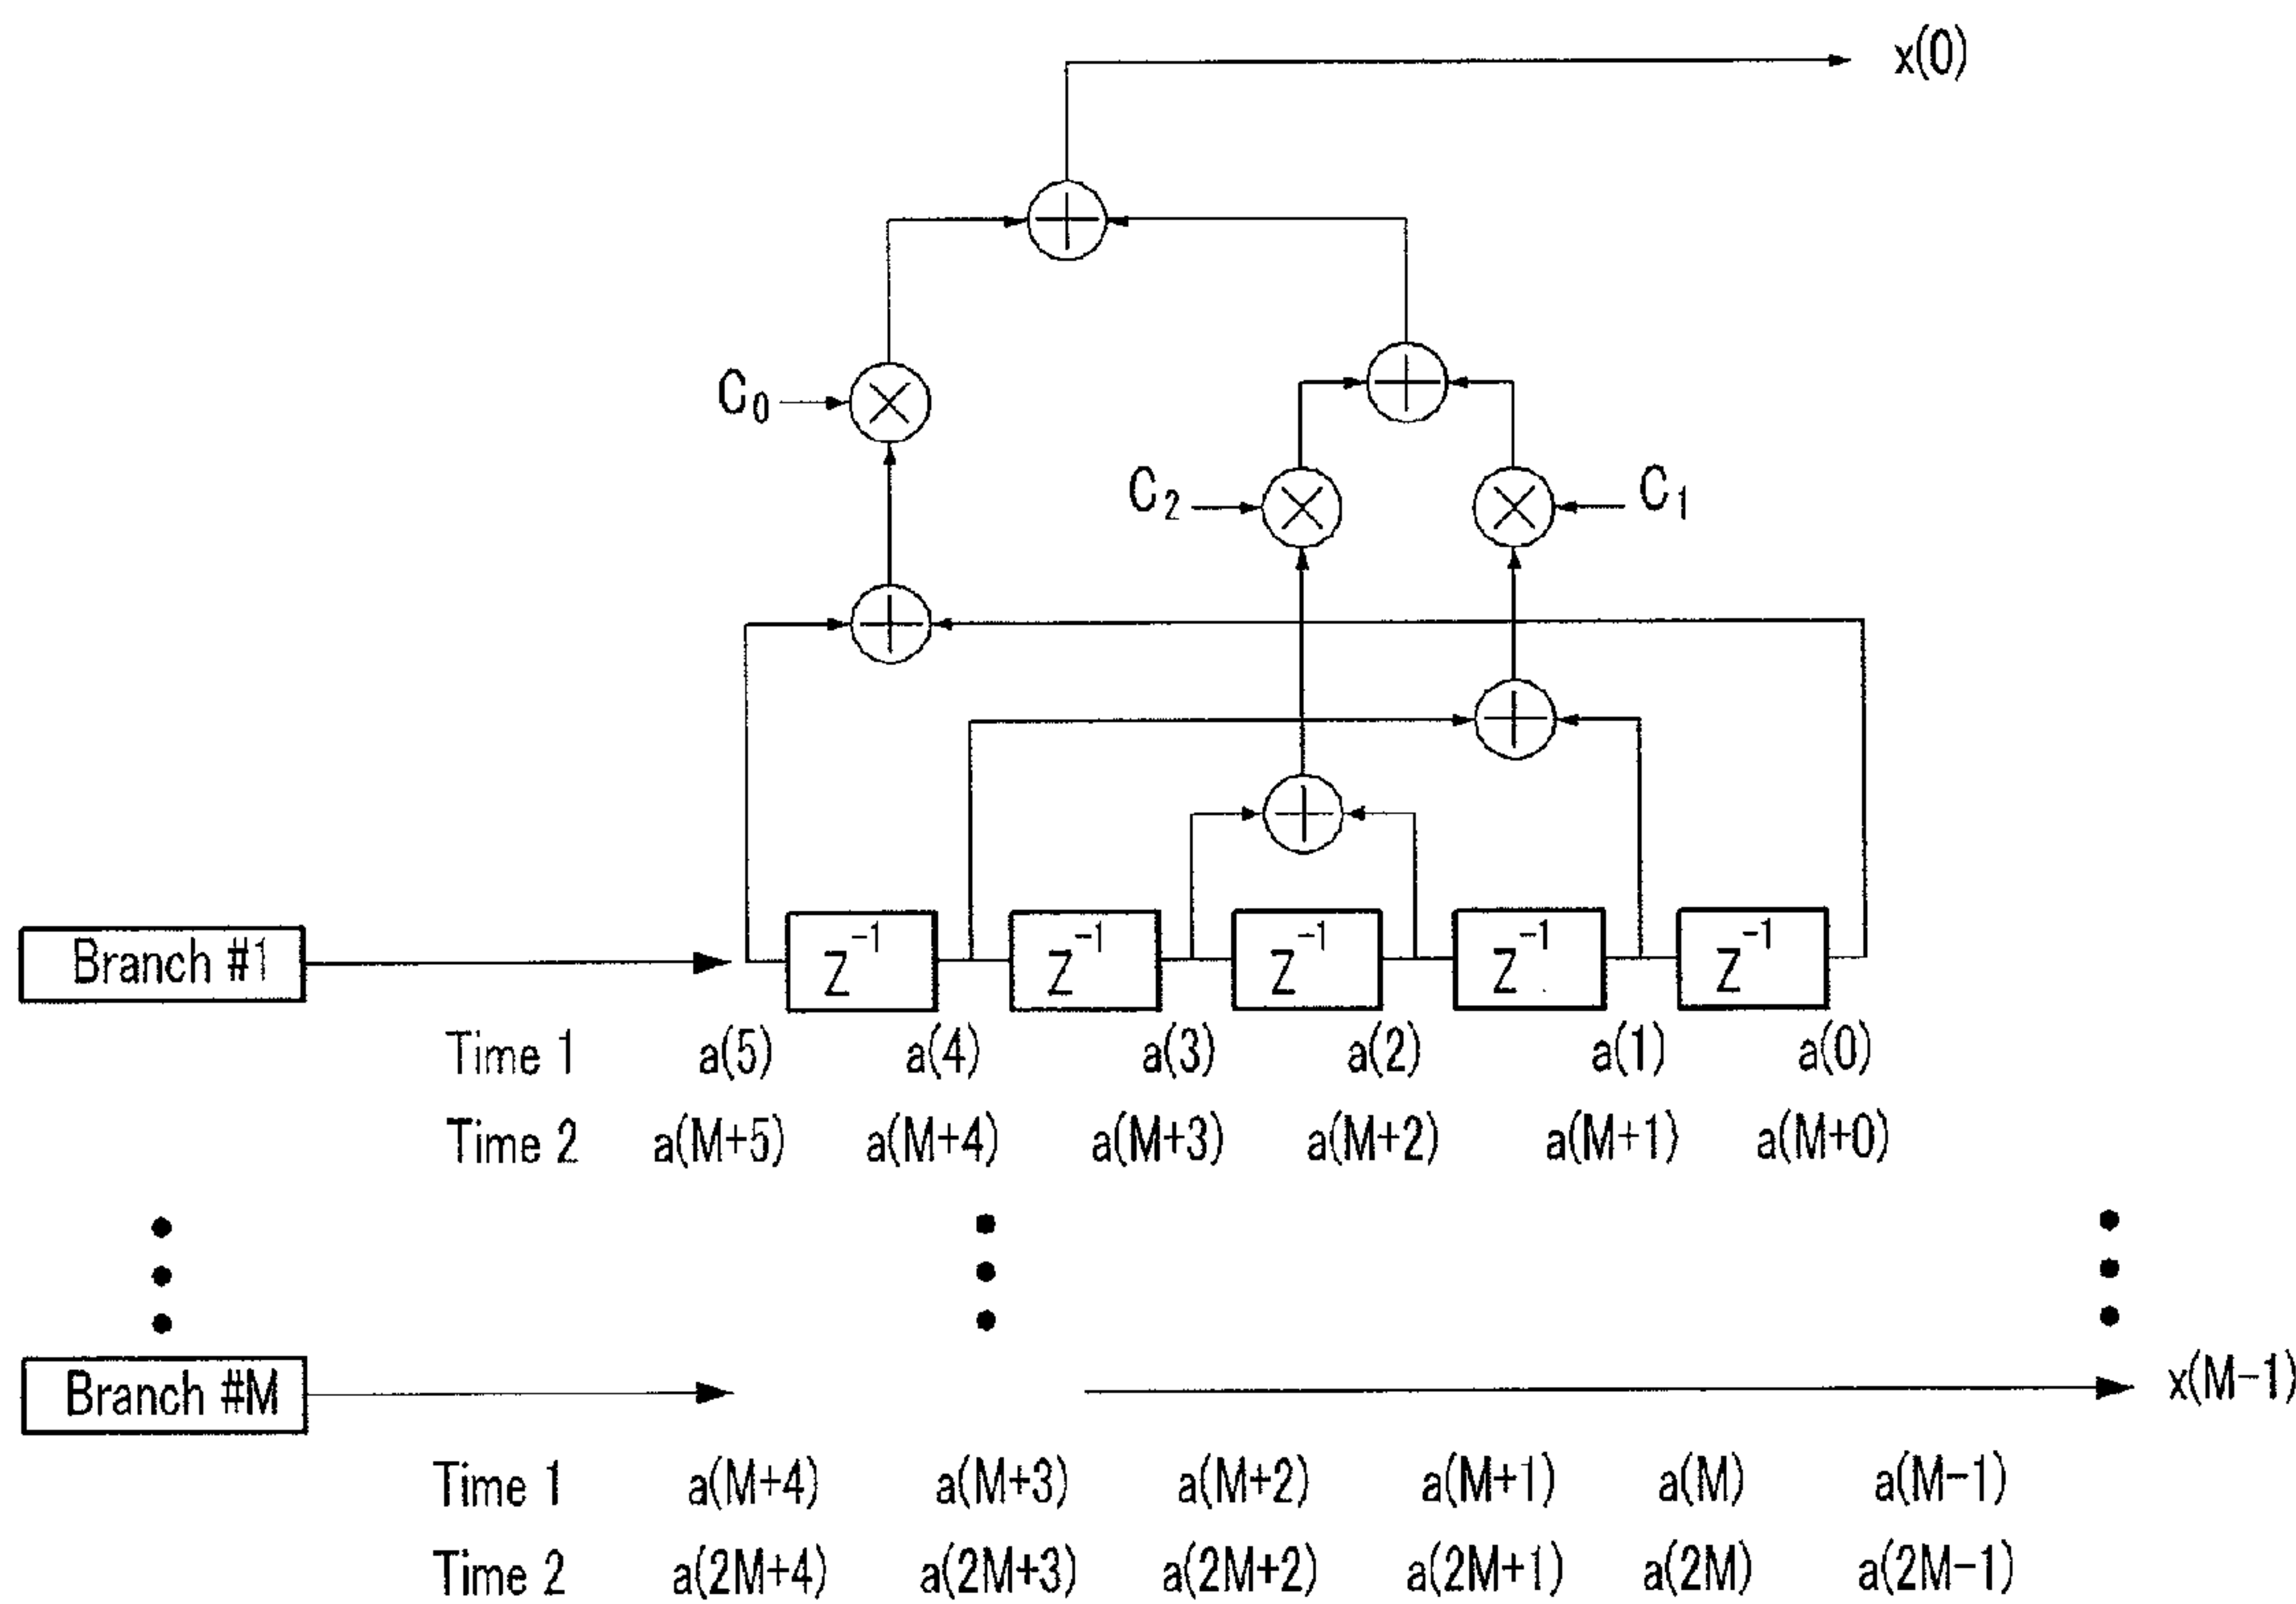 x(0)
C₀
C₂
C₁
Branch #1
Z⁻¹ Z⁻¹ Z⁻¹ Z⁻¹ Z⁻¹
Time 1 a(5) a(4) a(3) a(2) a(1) a(0)
Time 2 a(M+5) a(M+4) a(M+3) a(M+2) a(M+1) a(M+0)
Branch #M
x(M-1)
Time 1 a(M+4) a(M+3) a(M+2) a(M+1) a(M) a(M-1)
Time 2 a(2M+4) a(2M+3) a(2M+2) a(2M+1) a(2M) a(2M-1)